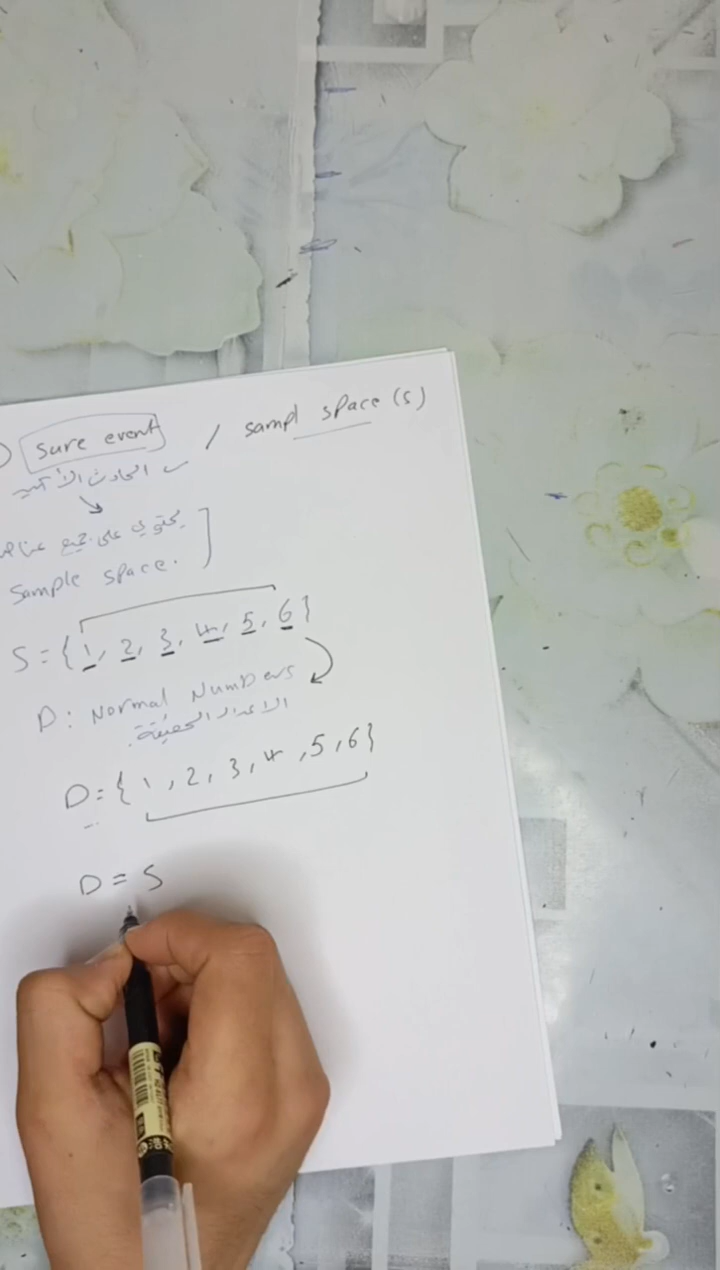 Sure event / sampl space (s)
الحادث الأكيد
يحتوي على جميع عناصر
Sample space.
S = { 1, 2, 3, 4, 5, 6 }
D: Normal Numbers
الاعداد الحقيقية.
D = { 1, 2, 3, 4, 5, 6 }
D = S